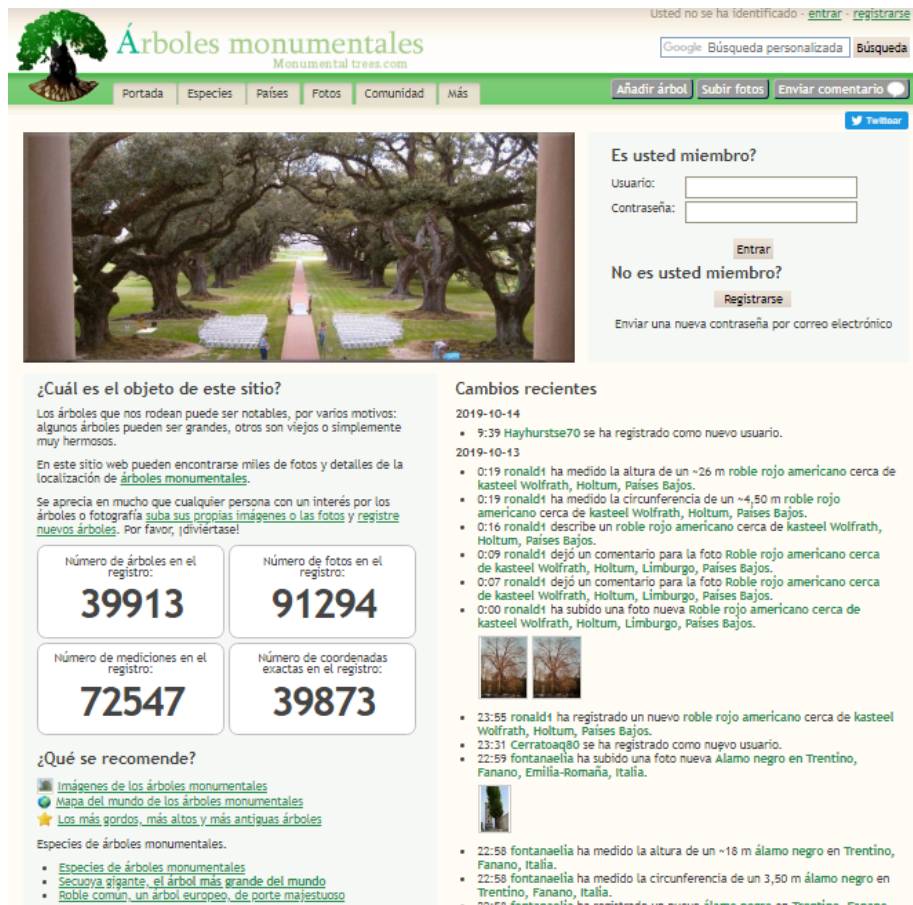 Usted no se ha identificado - entrar - registrarse
Árboles monumentales
Monumental trees.com
Google Búsqueda personalizada Búsqueda
Portada Especies Países Fotos Comunidad Más
Añadir árbol Subir fotos Enviar comentario
Twittear
Es usted miembro?
Usuario:
Contraseña:
Entrar
No es usted miembro?
Registrarse
Enviar una nueva contraseña por correo electrónico
¿Cuál es el objeto de este sitio?
Los árboles que nos rodean puede ser notables, por varios motivos:
algunos árboles pueden ser grandes, otros son viejos o simplemente
muy hermosos.
En este sitio web pueden encontrarse miles de fotos y detalles de la
localización de árboles monumentales.
Se aprecia en mucho que cualquier persona con un interés por los
árboles o fotografía suba sus propias imágenes o las fotos y registre
nuevos árboles. Por favor, ¡diviértase!
Número de árboles en el
registro:
39913
Número de fotos en el
registro:
91294
Número de mediciones en el
registro:
72547
Número de coordenadas
exactas en el registro:
39873
¿Qué se recomende?
Imágenes de los árboles monumentales
Mapa del mundo de los árboles monumentales
Los más gordos, más altos y más antiguas árboles
Especies de árboles monumentales.
Especies de árboles monumentales
Secuoya gigante, el árbol más grande del mundo
Roble común, un árbol europeo, de porte majestuoso
Cambios recientes
2019-10-14
9:39 Hayhurstse70 se ha registrado como nuevo usuario.
2019-10-13
0:19 ronald1 ha medido la altura de un ~26 m roble rojo americano cerca de
kasteel Wolfrath, Holtum, Países Bajos.
0:19 ronald1 ha medido la circunferencia de un ~4,50 m roble rojo
americano cerca de kasteel Wolfrath, Holtum, Países Bajos.
0:16 ronald1 describe un roble rojo americano cerca de kasteel Wolfrath,
Holtum, Países Bajos.
0:09 ronald1 dejó un comentario para la foto Roble rojo americano cerca
de kasteel Wolfrath, Holtum, Limburgo, Países Bajos.
0:07 ronald1 dejó un comentario para la foto Roble rojo americano cerca
de kasteel Wolfrath, Holtum, Limburgo, Países Bajos.
0:00 ronald1 ha subido una foto nueva Roble rojo americano cerca de
kasteel Wolfrath, Holtum, Limburgo, Países Bajos.
23:55 ronald1 ha registrado un nuevo roble rojo americano cerca de kasteel
Wolfrath, Holtum, Países Bajos.
23:31 Cerratoaq80 se ha registrado como nuevo usuario.
22:59 fontanaelia ha subido una foto nueva Álamo negro en Trentino,
Fanano, Emilia-Romaña, Italia.
22:58 fontanaelia ha medido la altura de un ~18 m álamo negro en Trentino,
Fanano, Italia.
22:58 fontanaelia ha medido la circunferencia de un 3,50 m álamo negro en
Trentino, Fanano, Italia.